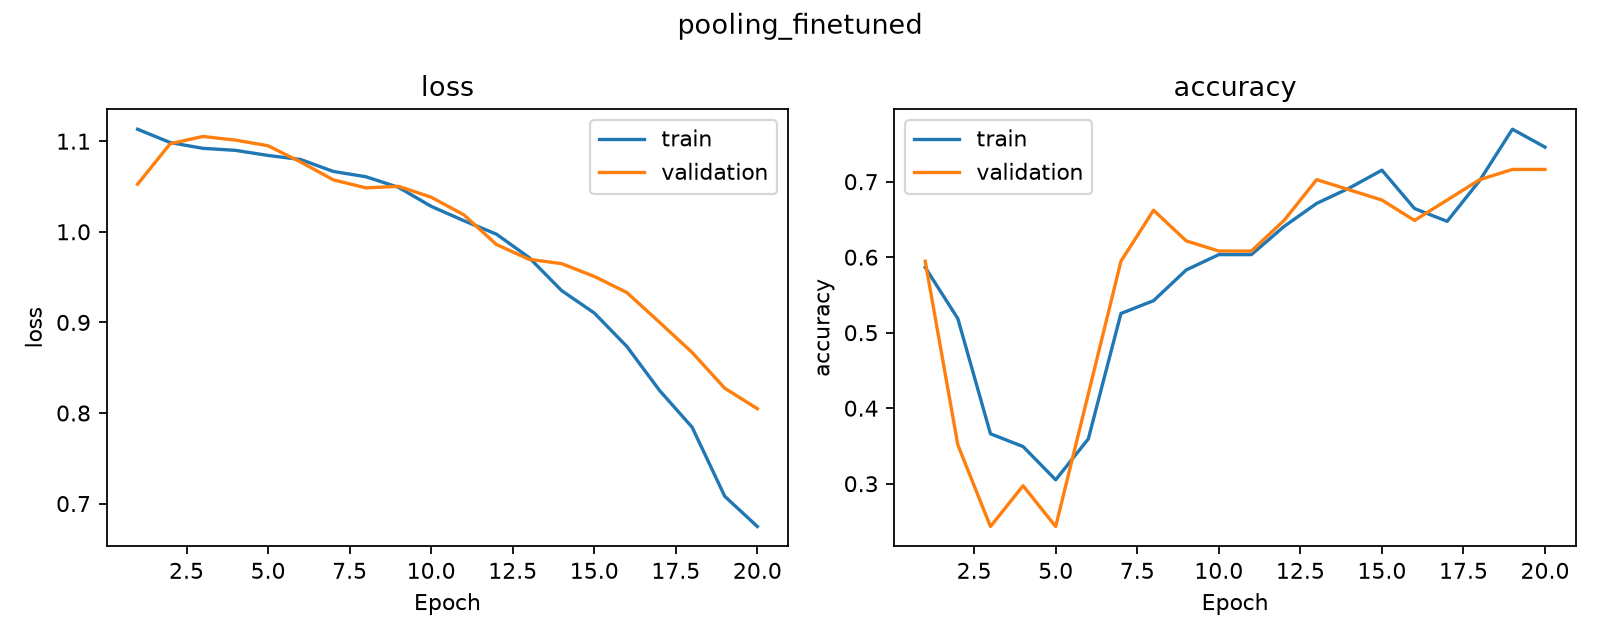 pooling_finetuned
loss
train
validation
1.1
1.0
0.9
0.8
0.7
loss
2.5 5.0 7.5 10.0 12.5 15.0 17.5 20.0
Epoch
accuracy
train
validation
0.7
0.6
0.5
0.4
0.3
accuracy
2.5 5.0 7.5 10.0 12.5 15.0 17.5 20.0
Epoch